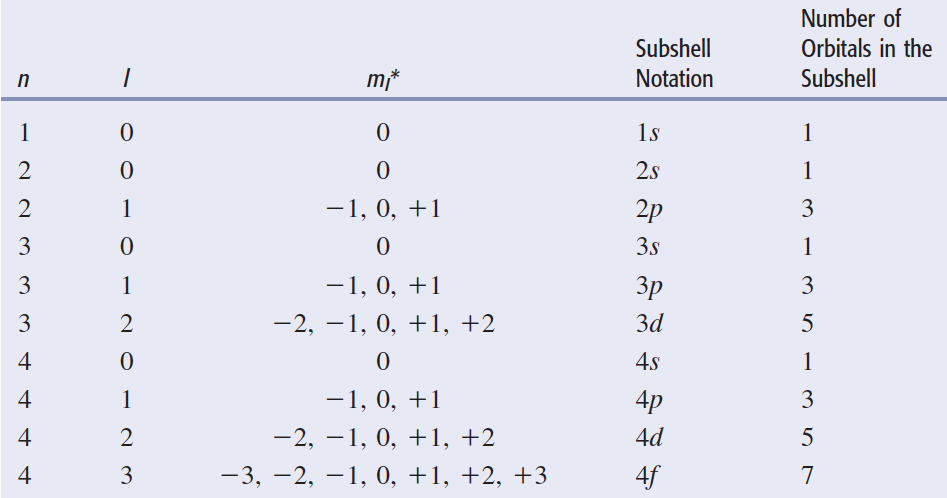 n l mₗ* Subshell Notation Number of Orbitals in the Subshell
1 0 0 1s 1
2 0 0 2s 1
2 1 −1, 0, +1 2p 3
3 0 0 3s 1
3 1 −1, 0, +1 3p 3
3 2 −2, −1, 0, +1, +2 3d 5
4 0 0 4s 1
4 1 −1, 0, +1 4p 3
4 2 −2, −1, 0, +1, +2 4d 5
4 3 −3, −2, −1, 0, +1, +2, +3 4f 7